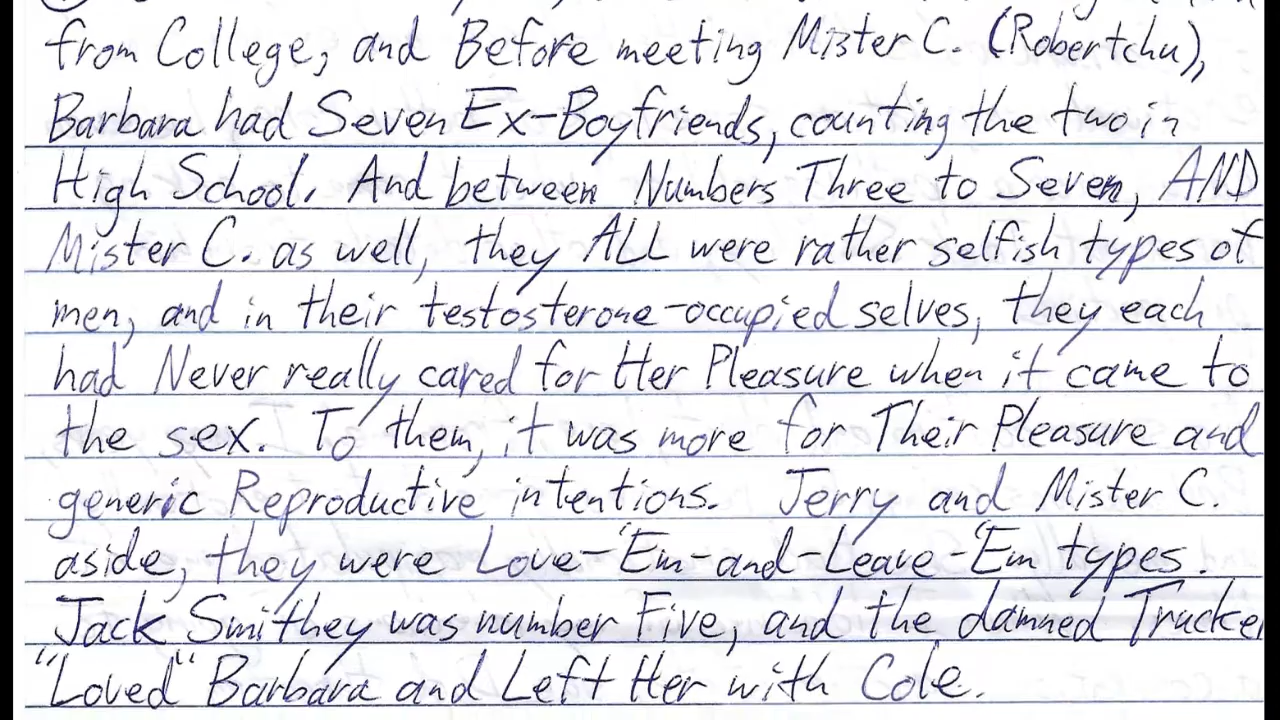 from College, and Before meeting Mister C. (Robertchu),
Barbara had Seven Ex-Boyfriends, counting the two in
High School. And between Numbers Three to Seven, AND
Mister C. as well, they ALL were rather selfish types of
men, and in their testosterone-occupied selves, they each
had Never really cared for Her Pleasure when it came to
the sex. To them, it was more for Their Pleasure and
generic Reproductive intentions. Jerry and Mister C.
aside, they were Love-'Em-and-Leave-'Em types.
Jack Smithey was number Five, and the damned Trucker
"Loved" Barbara and Left Her with Cole.